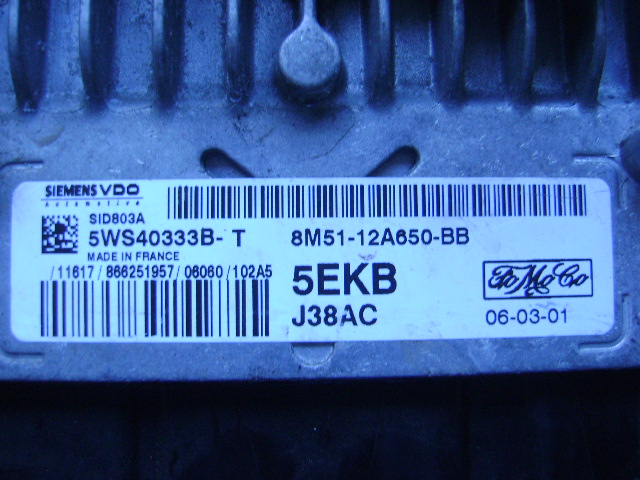 SIEMENS VDO
Automotive
SID803A
5WS40333B- T
8M51-12A650-BB
MADE IN FRANCE
/11617/866251957/06060/102A5
5EKB
FoMoCo
J38AC
06-03-01